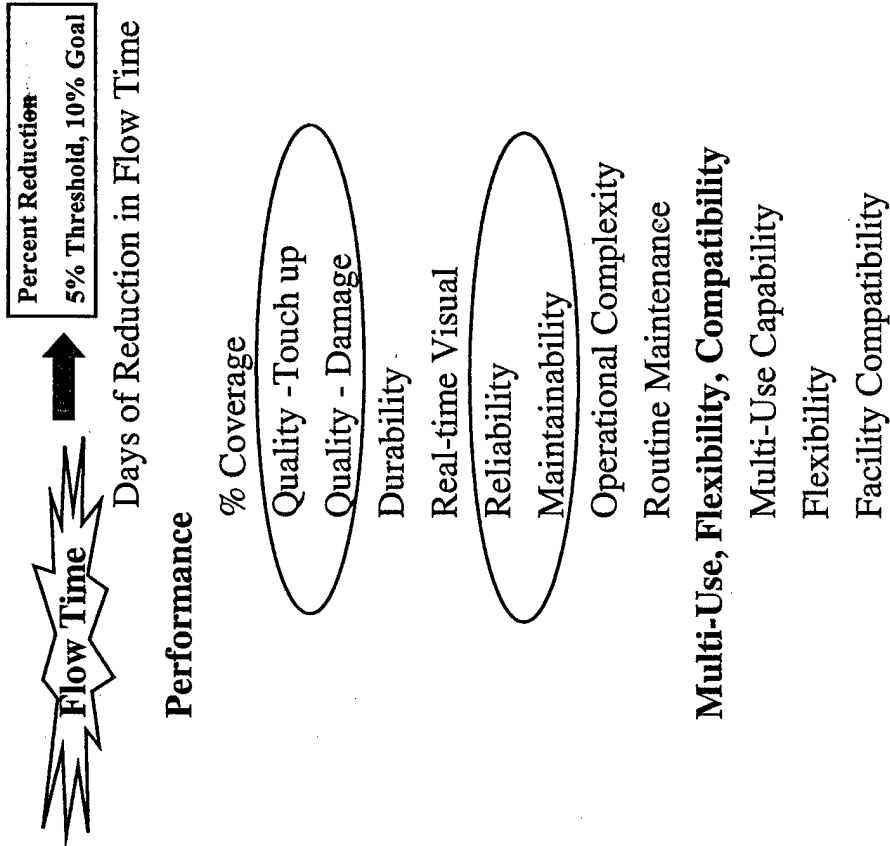 Flow Time
Percent Reduction
5% Threshold, 10% Goal
Days of Reduction in Flow Time
Performance
% Coverage
Quality -Touch up
Quality - Damage
Durability
Real-time Visual
Reliability
Maintainability
Operational Complexity
Routine Maintenance
Multi-Use, Flexibility, Compatibility
Multi-Use Capability
Flexibility
Facility Compatibility